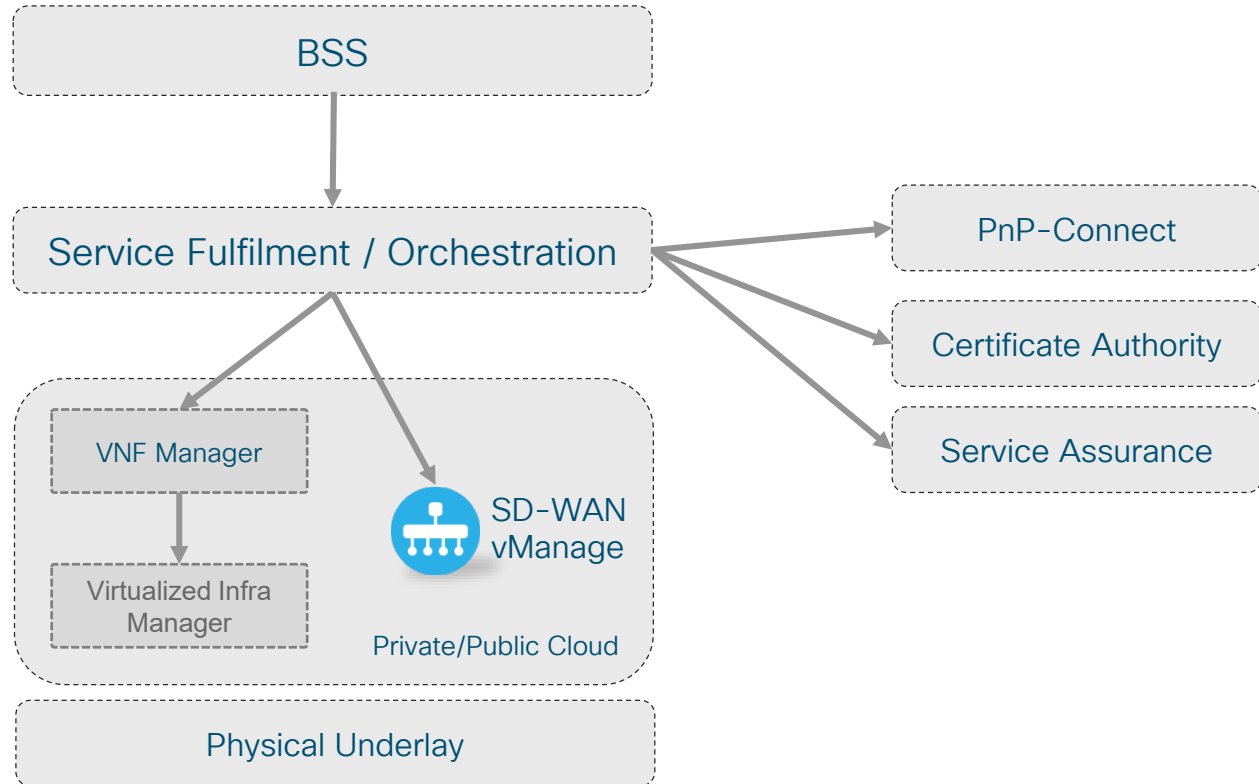 BSS
Service Fulfilment / Orchestration
PnP-Connect
Certificate Authority
Service Assurance
VNF Manager
SD-WAN
vManage
Virtualized Infra
Manager
Private/Public Cloud
Physical Underlay